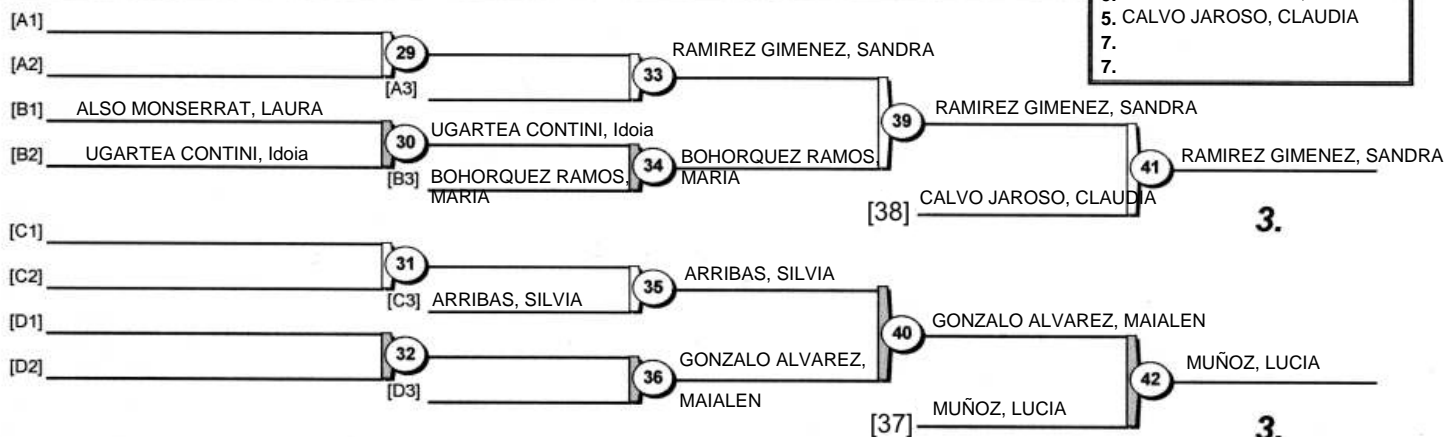 5. CALVO JAROSO, CLAUDIA
7.
7.
[A1]
[A2]
29
[A3]
RAMIREZ GIMENEZ, SANDRA
33
[B1] ALSO MONSERRAT, LAURA
[B2] UGARTEA CONTINI, Idoia
30
UGARTEA CONTINI, Idoia
[B3] BOHORQUEZ RAMOS,
MARIA
34
BOHORQUEZ RAMOS,
MARIA
39
RAMIREZ GIMENEZ, SANDRA
[38] CALVO JAROSO, CLAUDIA
41
RAMIREZ GIMENEZ, SANDRA
3.
[C1]
[C2]
31
[C3] ARRIBAS, SILVIA
35
ARRIBAS, SILVIA
[D1]
[D2]
32
[D3]
36
GONZALO ALVAREZ,
MAIALEN
40
GONZALO ALVAREZ, MAIALEN
[37] MUÑOZ, LUCIA
42
MUÑOZ, LUCIA
3.